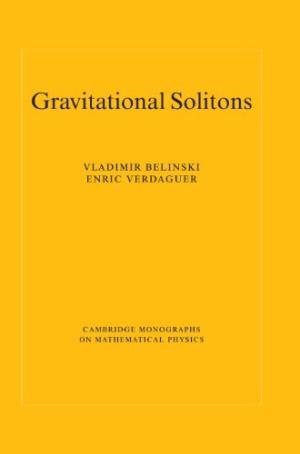 Gravitational Solitons
VLADIMIR BELINSKI
ENRIC VERDAGUER
CAMBRIDGE MONOGRAPHS
ON MATHEMATICAL PHYSICS